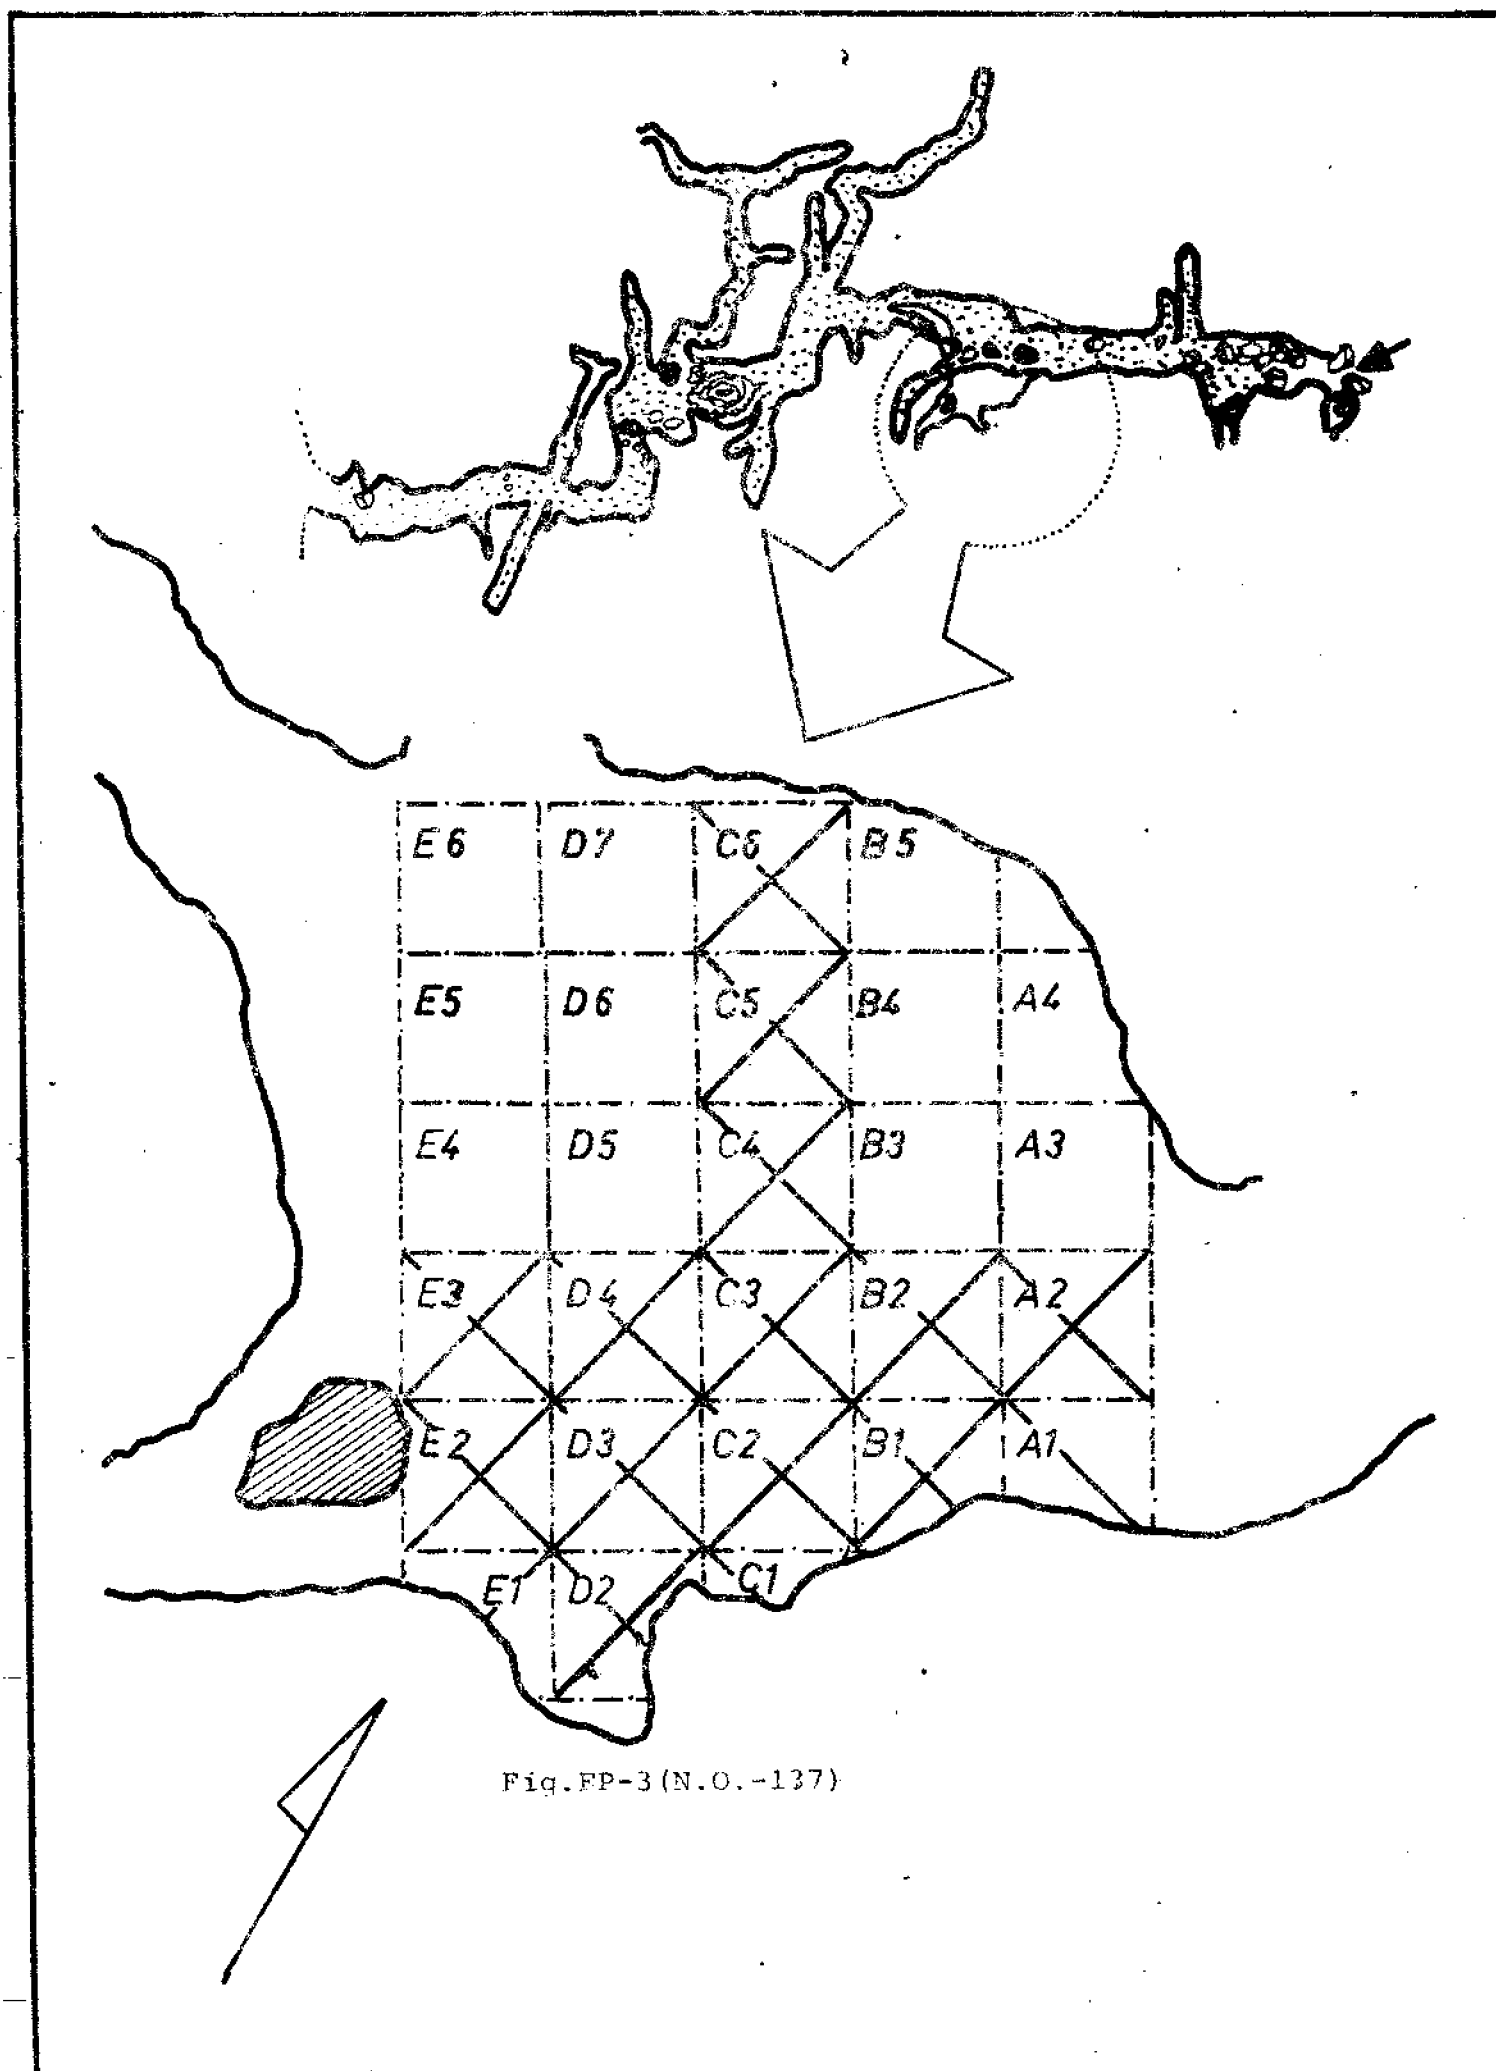 E6 D7 C6 B5
E5 D6 C5 B4 A4
E4 D5 C4 B3 A3
E3 D4 C3 B2 A2
E2 D3 C2 B1 A1
E1 D2 C1
Fig.FP-3(N.O.-137)